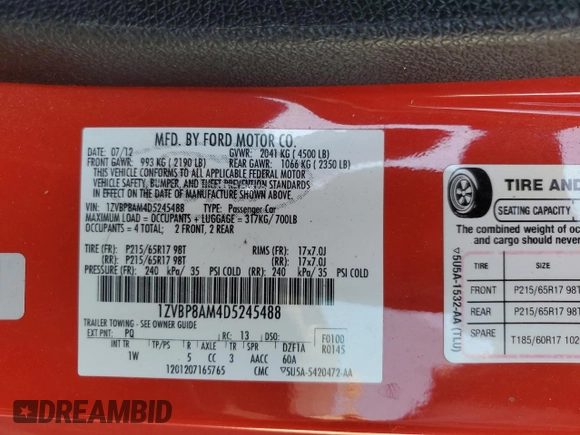 MFD. BY FORD MOTOR CO.
DATE: 07/12 GVWR: 2041 KG ( 4500 LB)
FRONT GAWR: 993 KG ( 2190 LB) REAR GAWR: 1066 KG ( 2350 LB)
THIS VEHICLE CONFORMS TO ALL APPLICABLE FEDERAL MOTOR
VEHICLE SAFETY, BUMPER, AND THEFT PREVENTION STANDARDS
IN EFFECT ON THE DATE OF MANUFACTURE SHOWN ABOVE.
VIN: 1ZVBP8AM4D5245488 TYPE: Passenger Car
MAXIMUM LOAD = OCCUPANTS + LUGGAGE = 317KG/700LB
OCCUPANTS = 4 TOTAL: 2 FRONT, 2 REAR
TIRE (FR): P215/65R17 98T RIMS (FR): 17x7.0J
(RR): P215/65R17 98T (RR): 17x7.0J
PRESSURE (FR): 240 kPa/ 35 PSI COLD (RR): 240 kPa/ 35 PSI COLD
1ZVBP8AM4D5245488
TRAILER TOWING - SEE OWNER GUIDE
EXT PNT: PQ RC: 13 DSO: F0100
R0145
INT TR TP/PS R AXLE TR SPR DZF1A
1W 5 CC 3 AACC 60A
1201207165765 CMC ▽5U5A-5420472-AA
▽5U5A-1532-AA (TLU)
TIRE AND
SEATING CAPACITY
The combined weight of oc
and cargo should never
TIRE SIZE
FRONT P215/65R17 98T
REAR P215/65R17 98T
SPARE T185/60R17 102
DREAMBID